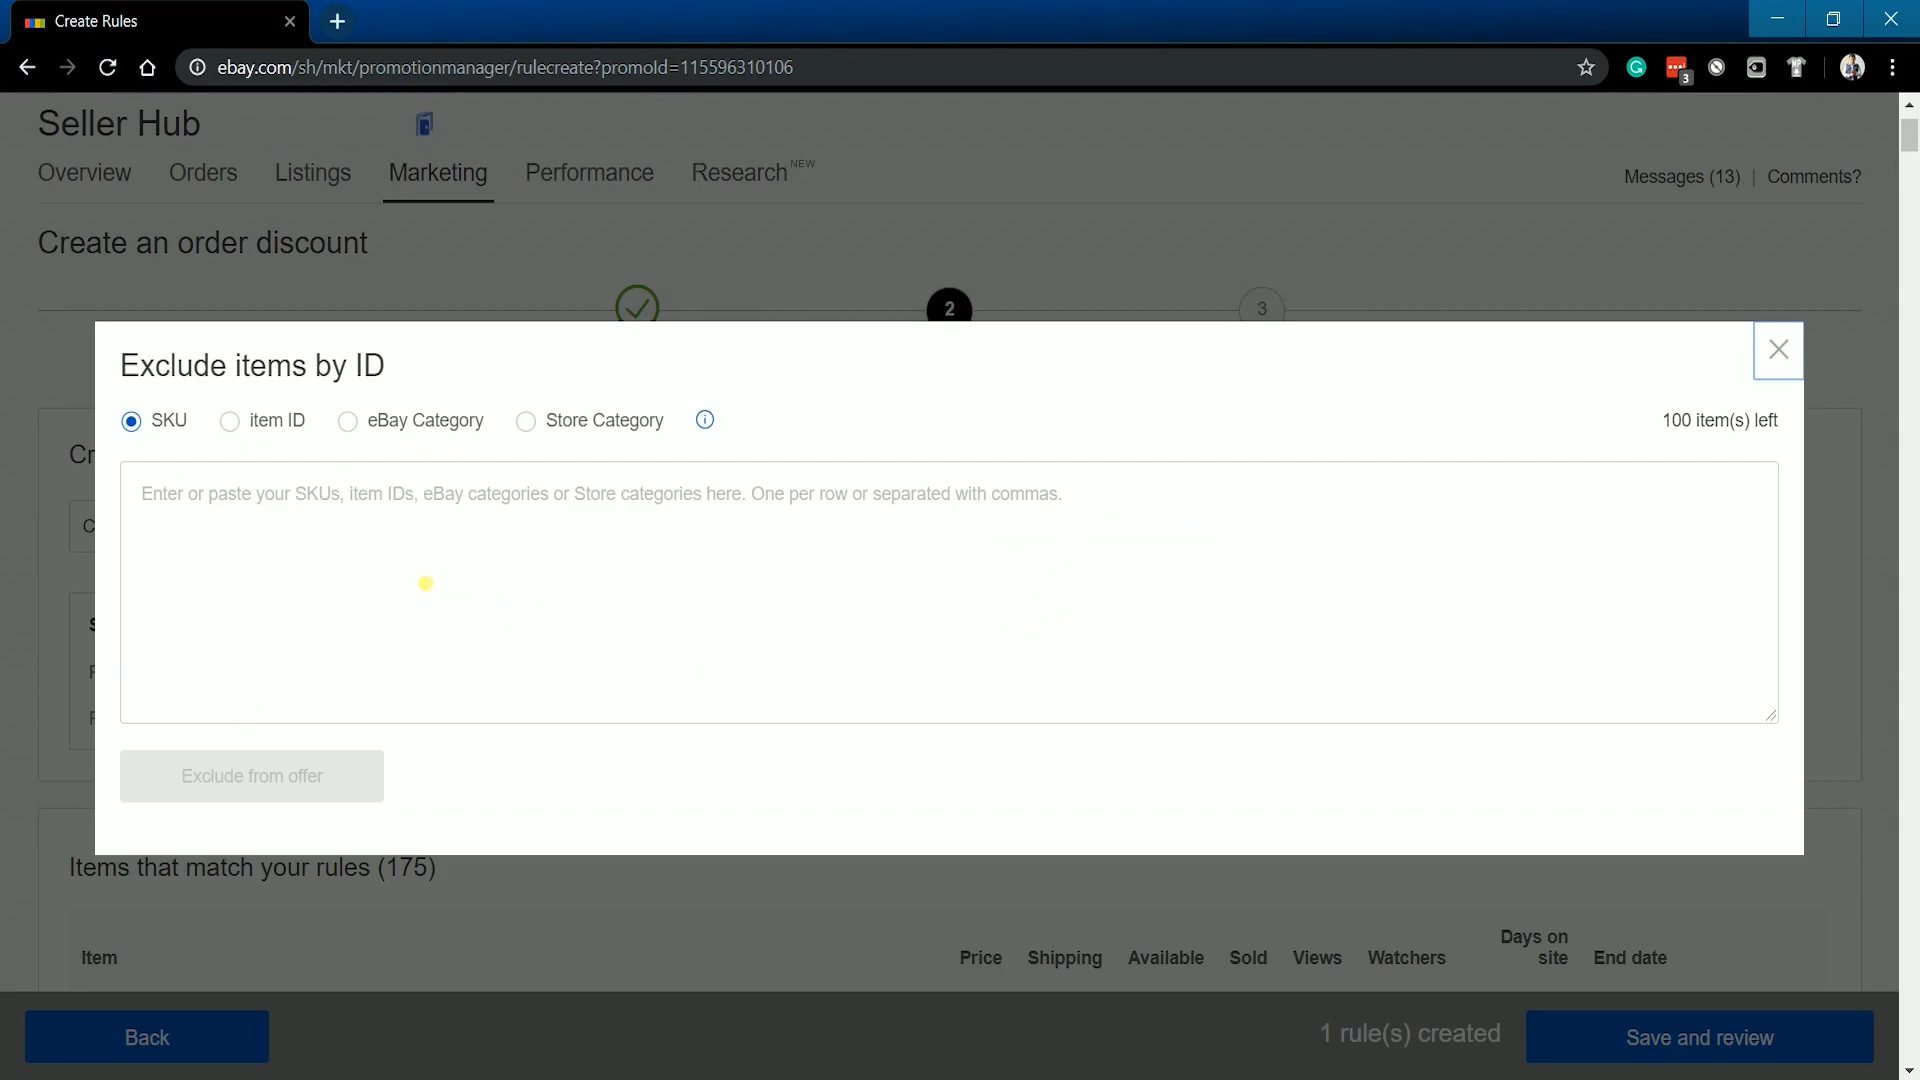 Create Rules
ebay.com/sh/mkt/promotionmanager/rulecreate?promoId=115596310106
3
Seller Hub
Overview Orders Listings Marketing Performance Research NEW
Messages (13) | Comments?
Create an order discount
2 3
Exclude items by ID
SKU item ID eBay Category Store Category
100 item(s) left
Enter or paste your SKUs, item IDs, eBay categories or Store categories here. One per row or separated with commas.
Exclude from offer
Items that match your rules (175)
Item Price Shipping Available Sold Views Watchers Days on site End date
Back 1 rule(s) created Save and review